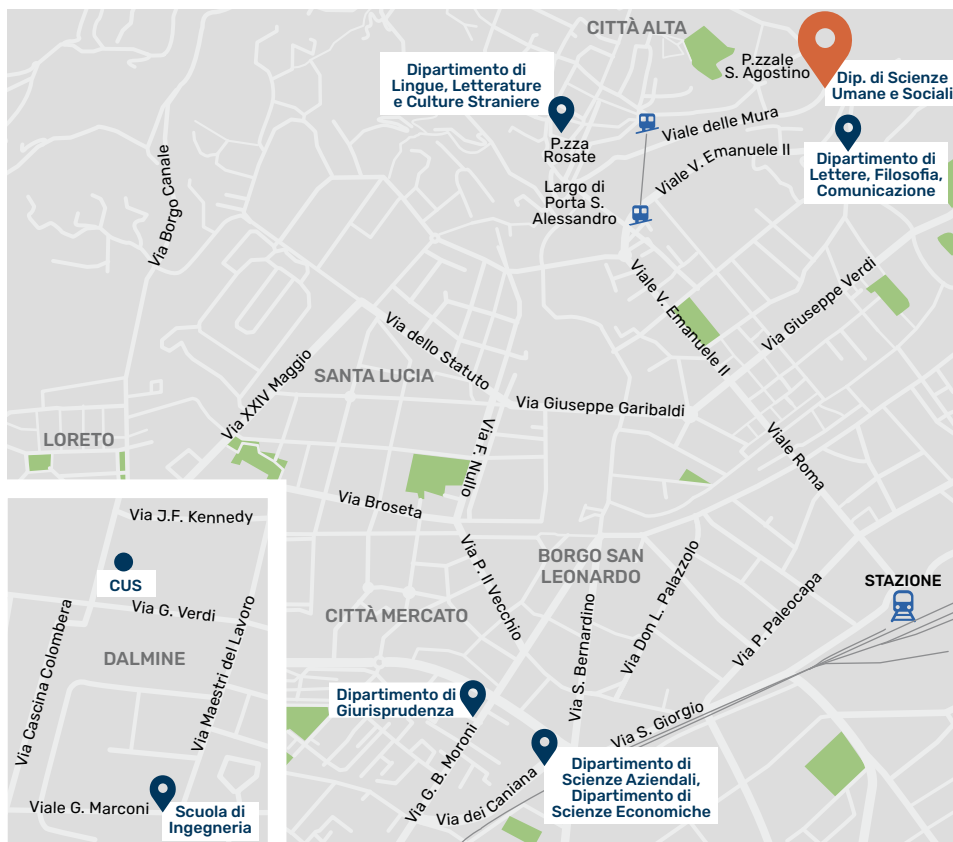 CITTÀ ALTA
P.zzale
S. Agostino
Dip. di Scienze
Umane e Sociali
Dipartimento di
Lingue, Letterature
e Culture Straniere
P.zza
Rosate
Viale delle Mura
Viale V. Emanuele II
Dipartimento di
Lettere, Filosofia,
Comunicazione
Largo di
Porta S.
Alessandro
Via Borgo Canale
Viale V. Emanuele II
Via Giuseppe Verdi
Via dello Statuto
SANTA LUCIA
Via XXIV Maggio
Via Giuseppe Garibaldi
LORETO
Via F. Nullo
Viale Roma
Via Broseta
Via P. Il Vecchio
BORGO SAN
LEONARDO
Via Don L. Palazzolo
Via P. Paleocapa
STAZIONE
CITTÀ MERCATO
Via S. Bernardino
Dipartimento di
Giurisprudenza
Via S. Giorgio
Via G. B. Moroni
Via dei Caniana
Dipartimento di
Scienze Aziendali,
Dipartimento di
Scienze Economiche
Via J.F. Kennedy
CUS
Via G. Verdi
DALMINE
Via Cascina Colombera
Via Maestri del Lavoro
Viale G. Marconi
Scuola di
Ingegneria